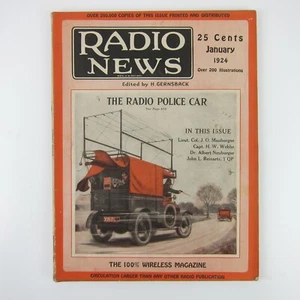 OVER 200,000 COPIES OF THIS ISSUE PRINTED AND DISTRIBUTED
RADIO
NEWS
25 Cents
January
1924
Over 200 Illustrations
Edited by H. GERNSBACK
THE RADIO POLICE CAR
IN THIS ISSUE
Lieut. Col. J. O. Mauborgne
Capt. H. W. Webbe
Dr. Albert Neuburger
John L. Reinartz, 1 QP
THE 100% WIRELESS MAGAZINE
CIRCULATION LARGER THAN ANY OTHER RADIO PUBLICATION